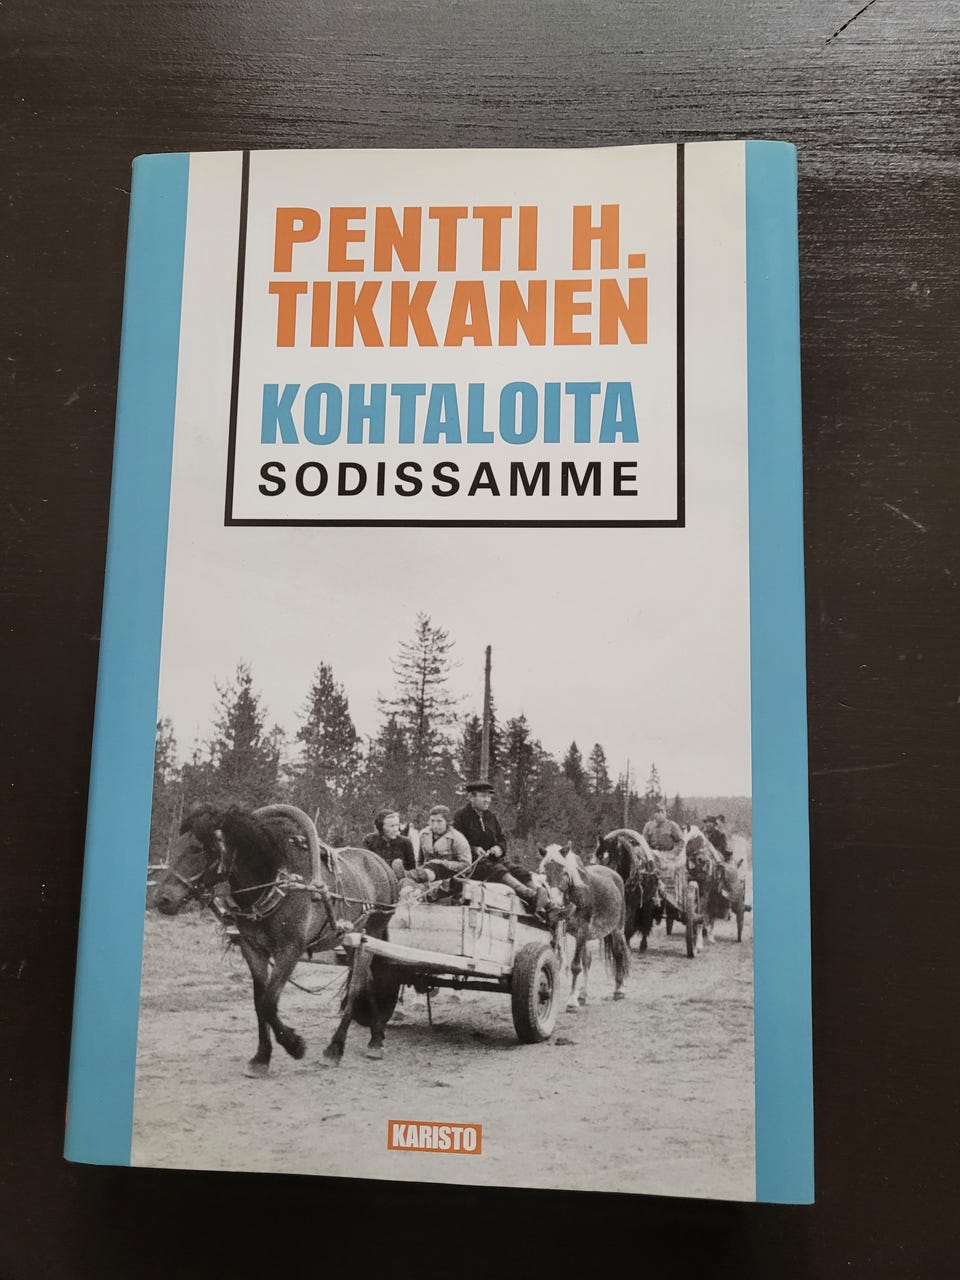 PENTTI H.
TIKKANEN
KOHTALOITA
SODISSAMME
KARISTO